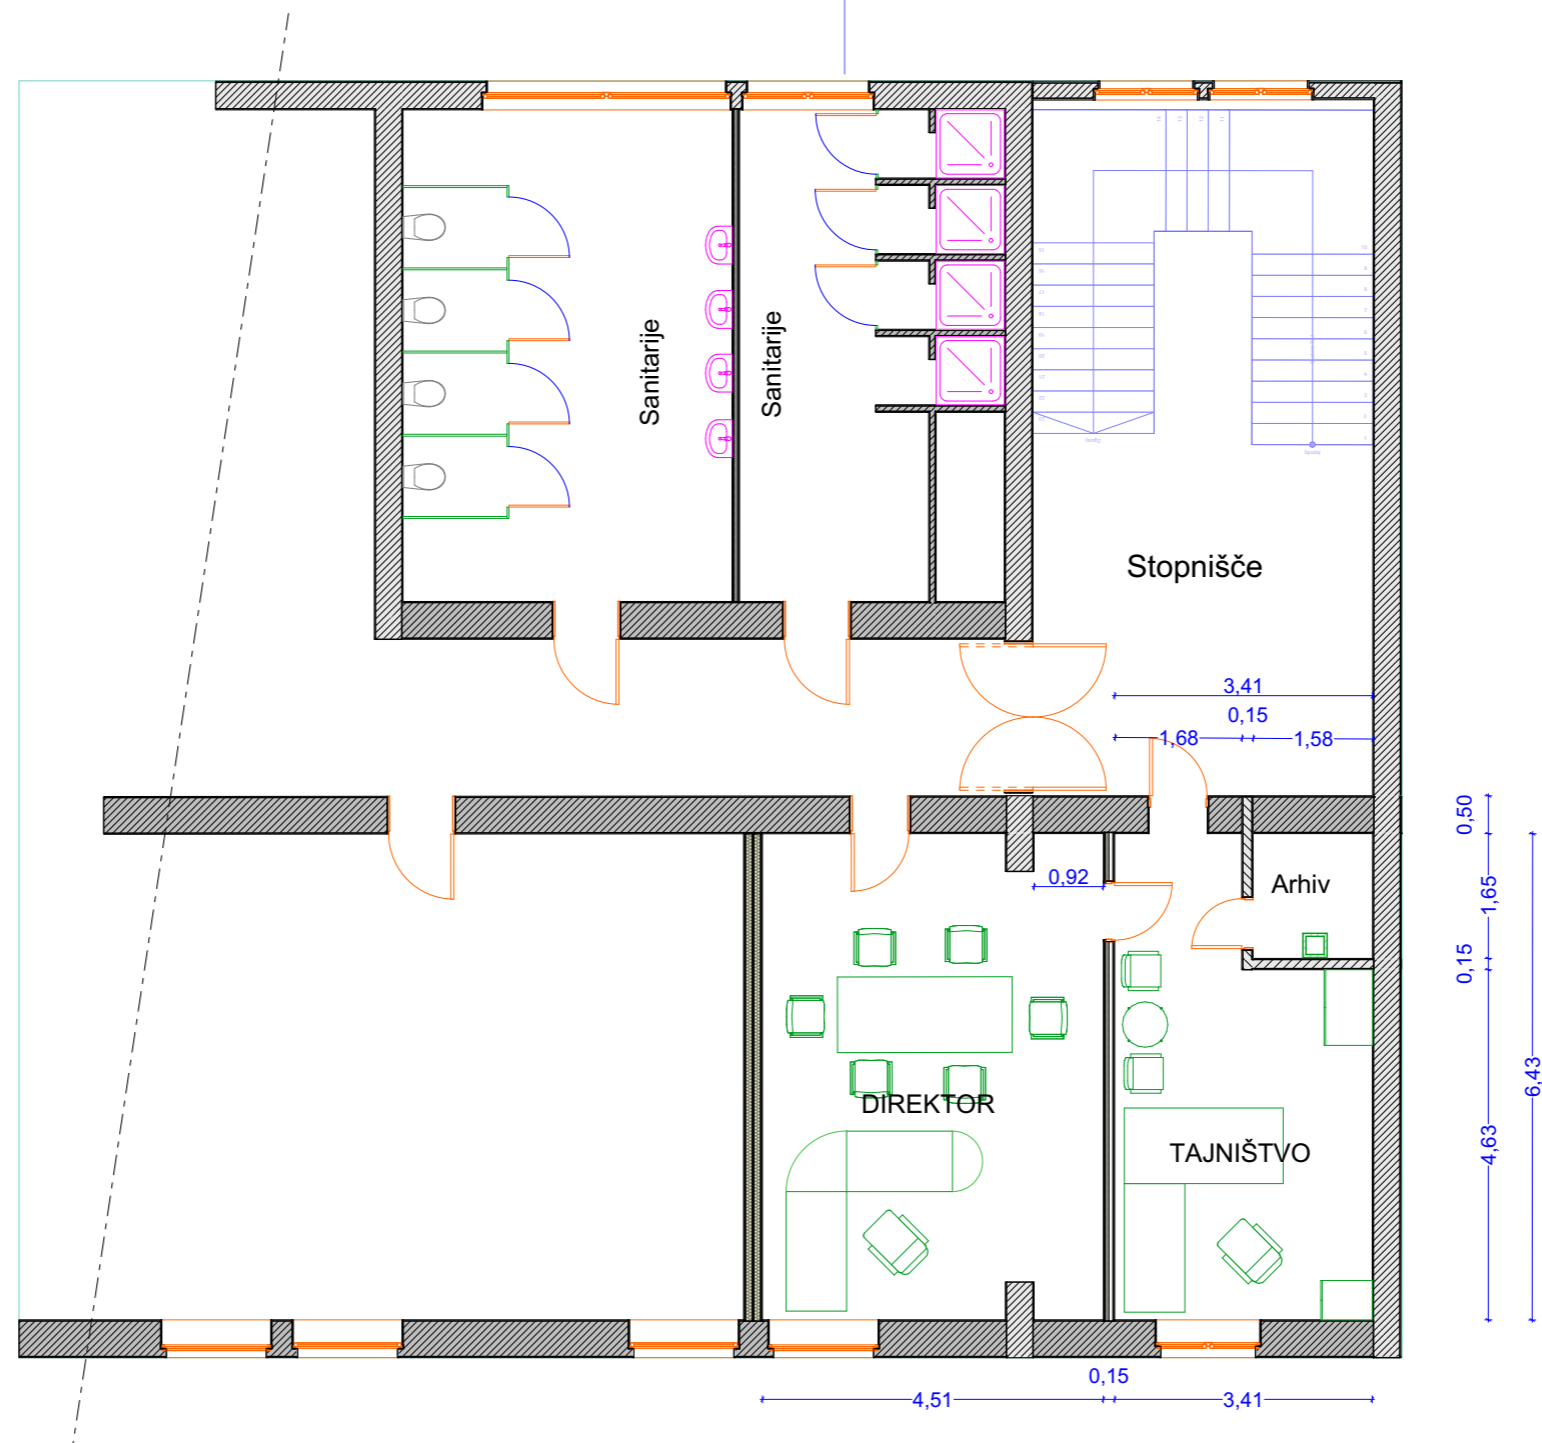 Sanitarije
Sanitarije
Stopnišče
3,41
0,15
1,68
1,58
0,50
0,92
Arhiv
1,65
0,15
6,43
DIREKTOR
TAJNIŠTVO
4,63
0,15
4,51
3,41